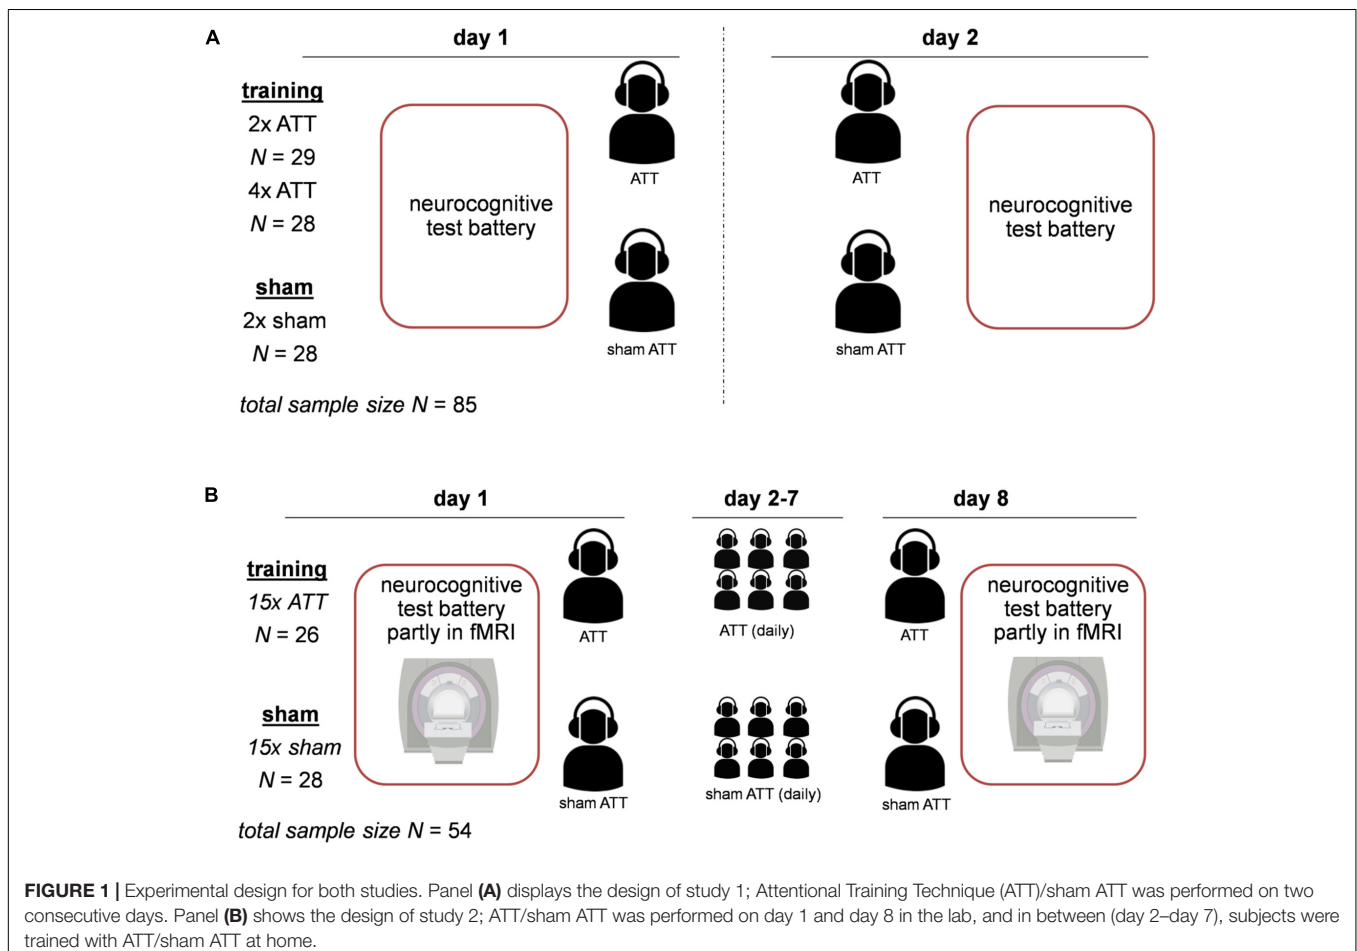 A
day 1
day 2
training
2x ATT
N = 29
4x ATT
N = 28
sham
2x sham
N = 28
total sample size N = 85
neurocognitive
test battery
ATT
sham ATT
ATT
sham ATT
neurocognitive
test battery
B
day 1
day 2-7
day 8
training
15x ATT
N = 26
sham
15x sham
N = 28
total sample size N = 54
neurocognitive
test battery
partly in fMRI
ATT
sham ATT
ATT (daily)
sham ATT (daily)
ATT
sham ATT
neurocognitive
test battery
partly in fMRI
FIGURE 1 | Experimental design for both studies. Panel (A) displays the design of study 1; Attentional Training Technique (ATT)/sham ATT was performed on two
consecutive days. Panel (B) shows the design of study 2; ATT/sham ATT was performed on day 1 and day 8 in the lab, and in between (day 2–day 7), subjects were
trained with ATT/sham ATT at home.